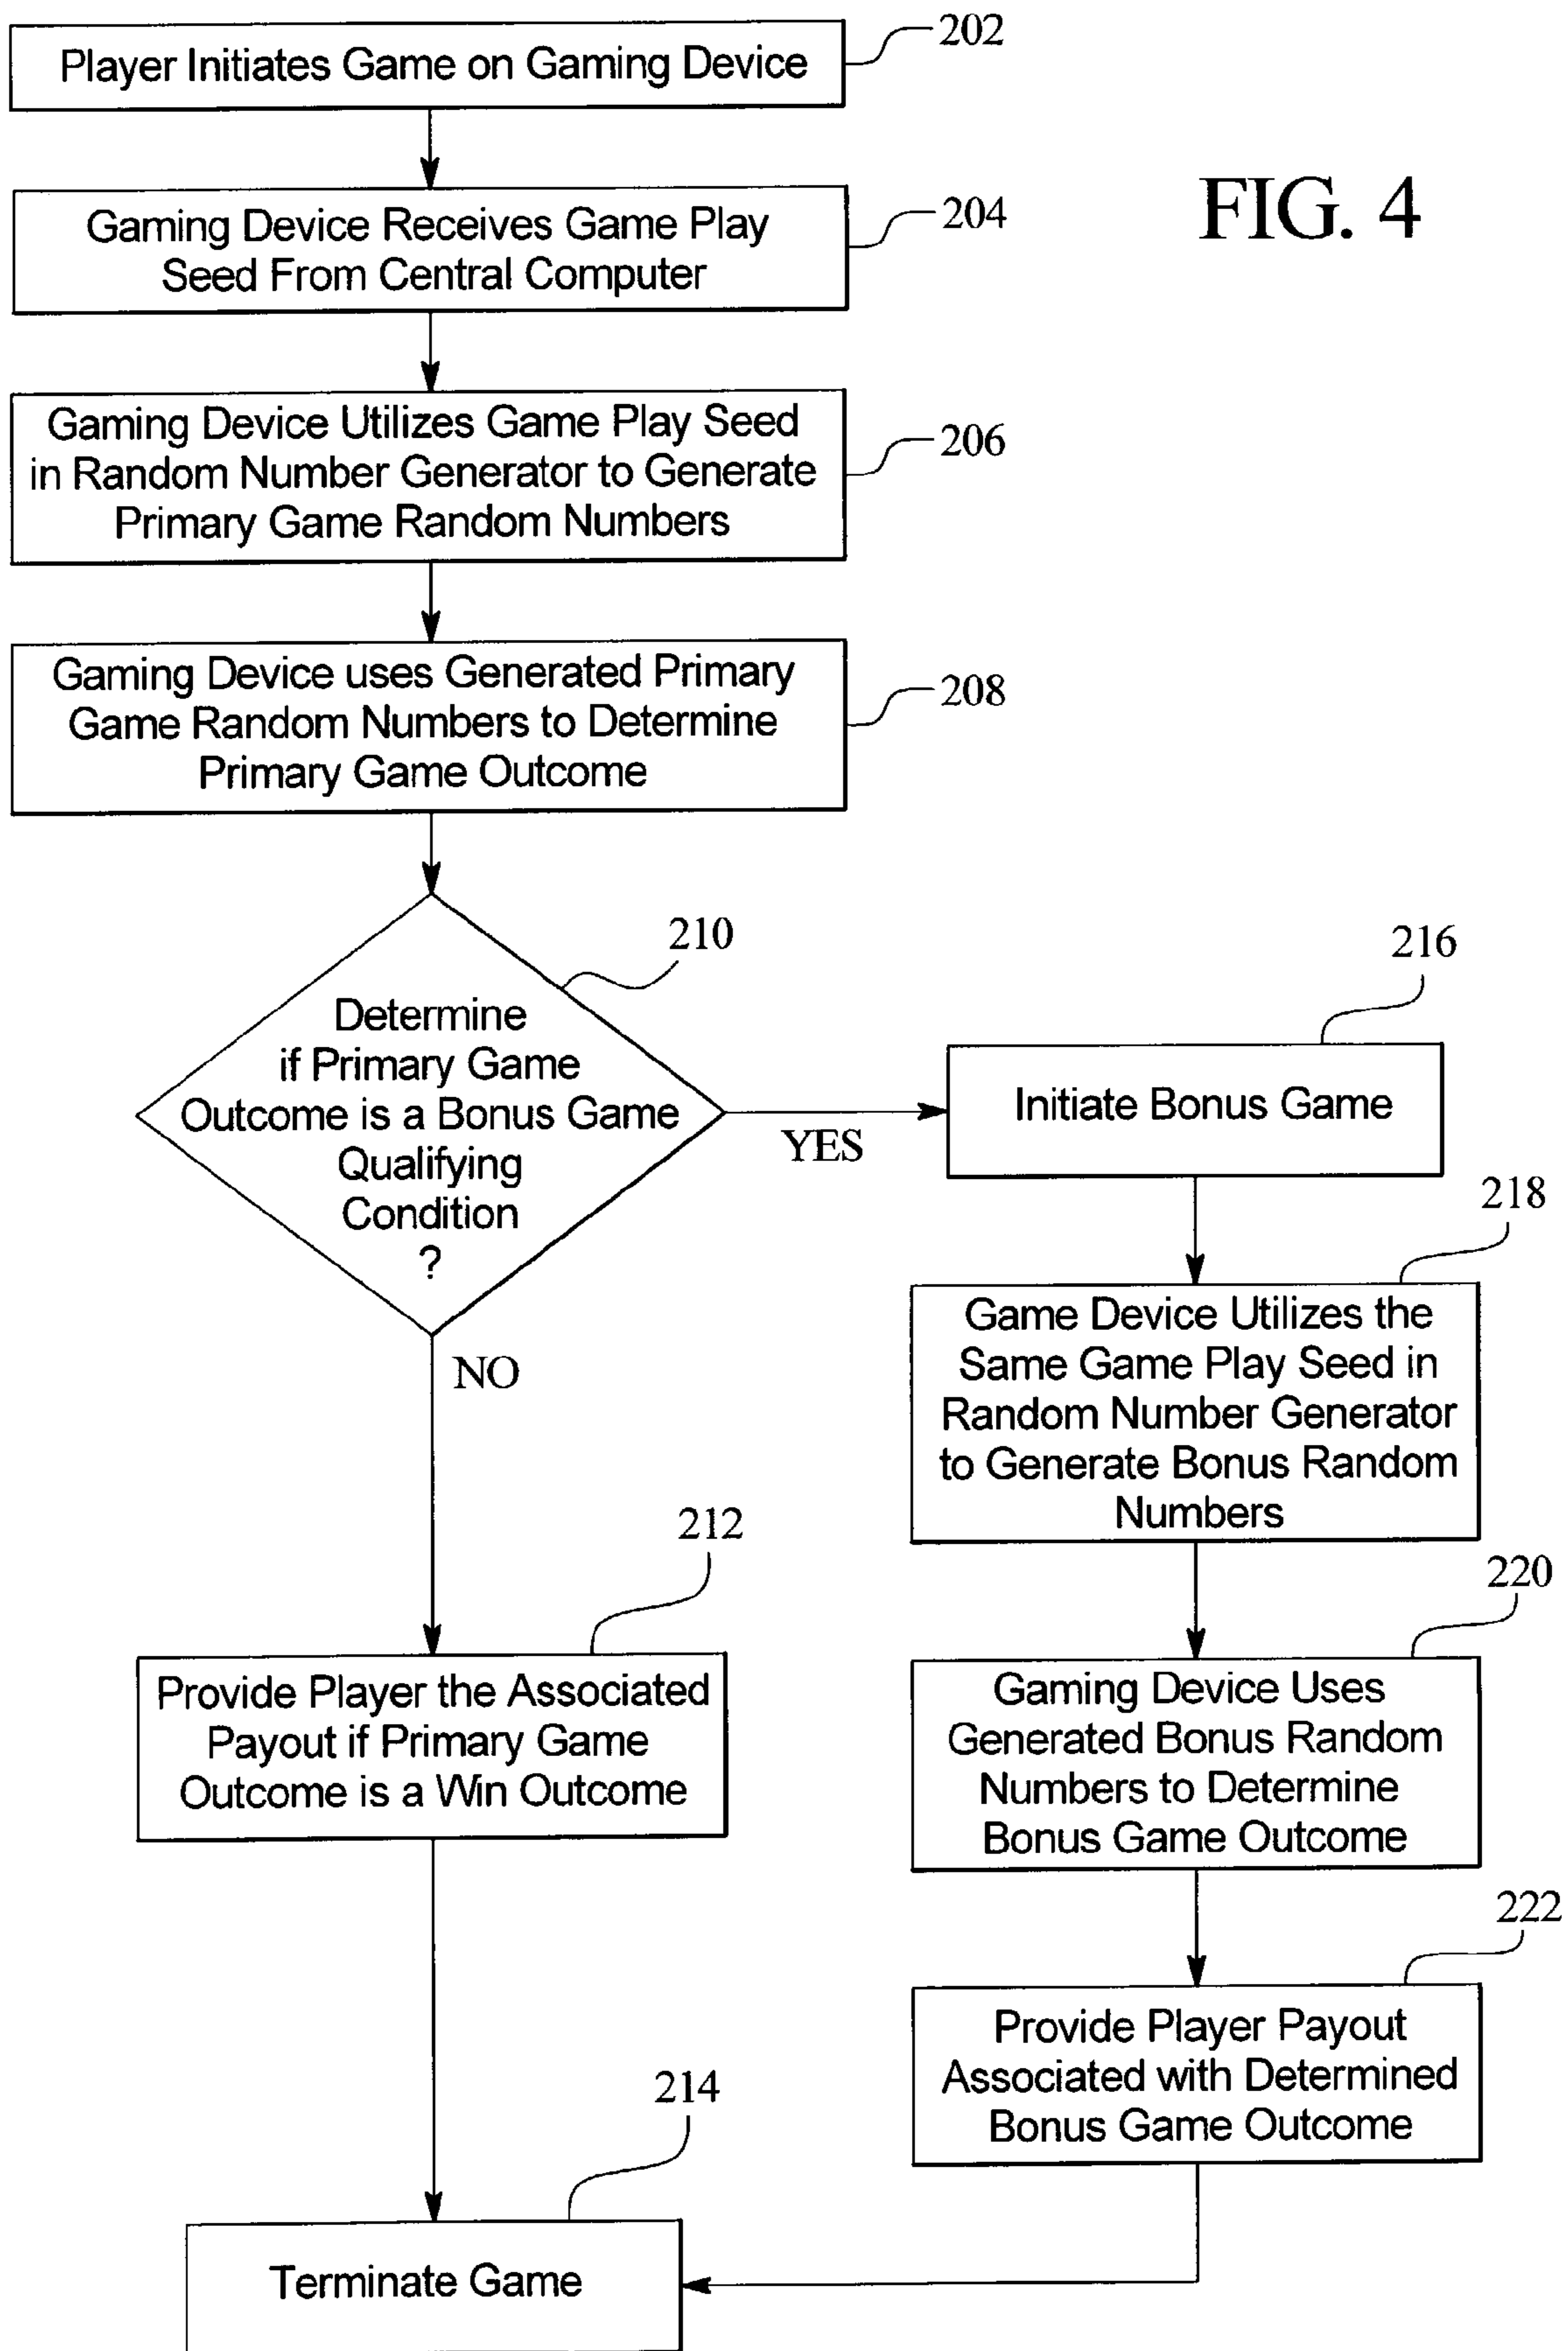 Player Initiates Game on Gaming Device
202
FIG. 4
Gaming Device Receives Game Play
Seed From Central Computer
204
Gaming Device Utilizes Game Play Seed
in Random Number Generator to Generate
Primary Game Random Numbers
206
Gaming Device uses Generated Primary
Game Random Numbers to Determine
Primary Game Outcome
208
210
Determine
if Primary Game
Outcome is a Bonus Game
Qualifying
Condition
?
YES
NO
216
Initiate Bonus Game
218
Game Device Utilizes the
Same Game Play Seed in
Random Number Generator
to Generate Bonus Random
Numbers
212
Provide Player the Associated
Payout if Primary Game
Outcome is a Win Outcome
220
Gaming Device Uses
Generated Bonus Random
Numbers to Determine
Bonus Game Outcome
222
Provide Player Payout
Associated with Determined
Bonus Game Outcome
214
Terminate Game